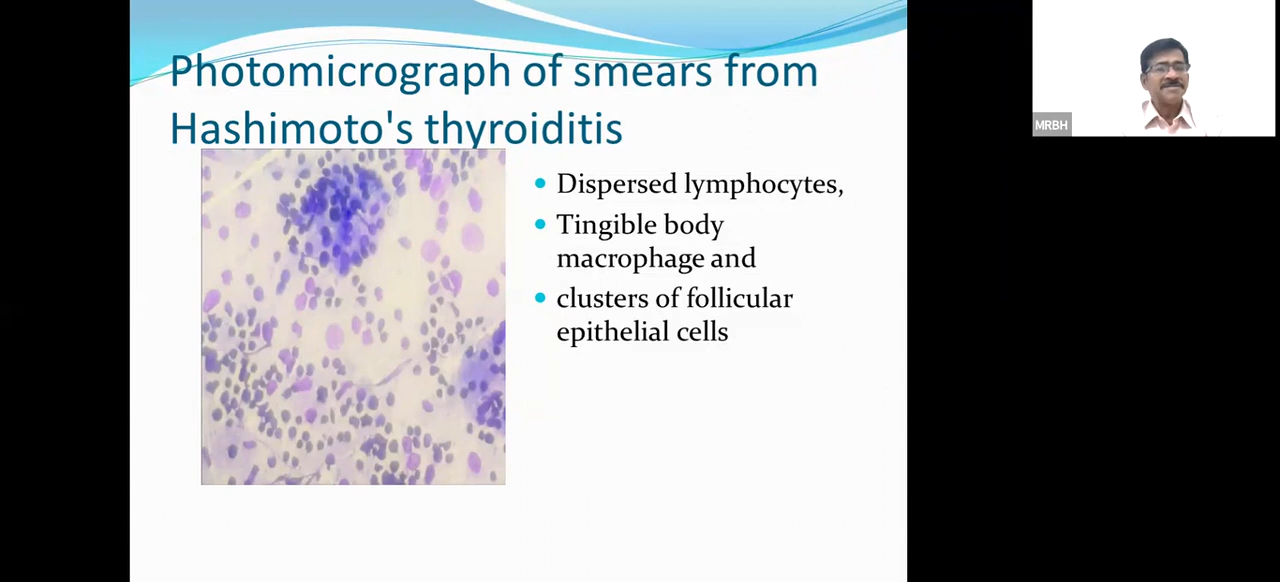 Photomicrograph of smears from
Hashimoto's thyroiditis
Dispersed lymphocytes,
Tingible body
macrophage and
clusters of follicular
epithelial cells
MRBH